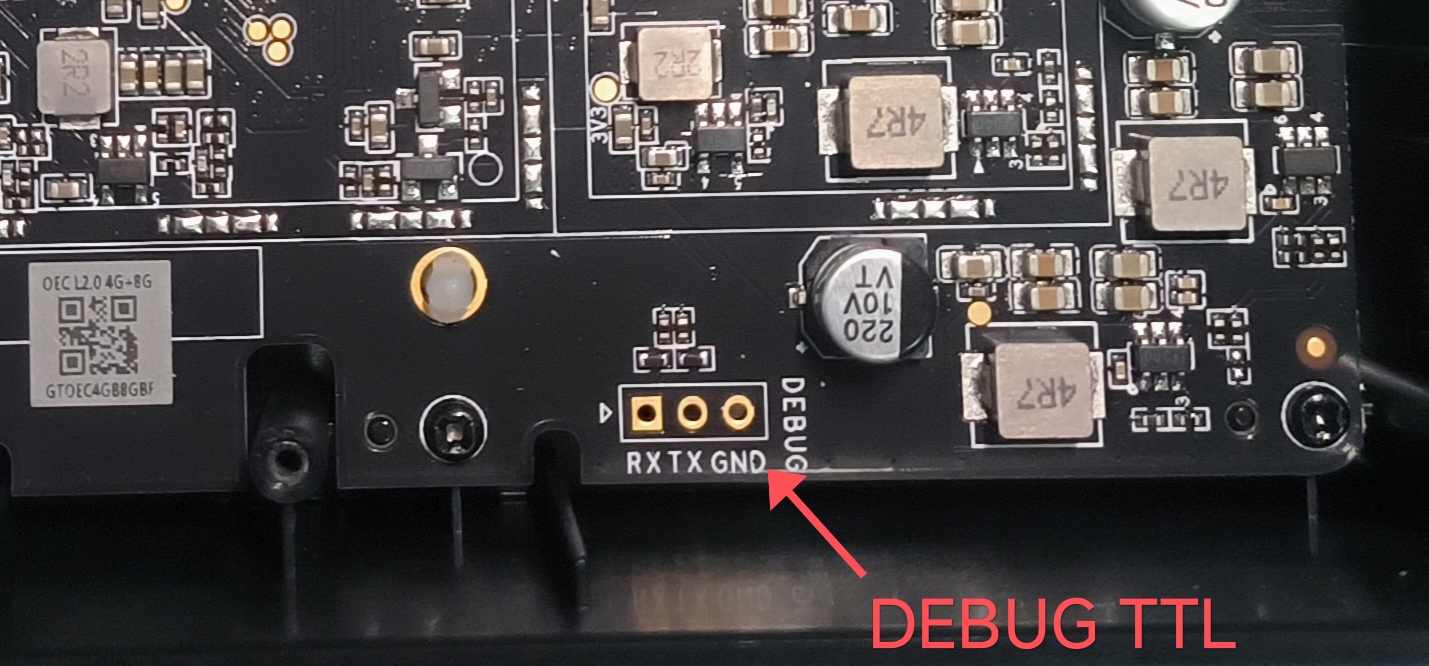 2R2
2R2
3V3
4R7
4R7
OEC L2.0 4G+8G
GTOEC4G88GBF
220
10V
VT
4R7
DEBUG
RX TX GND
DEBUG TTL